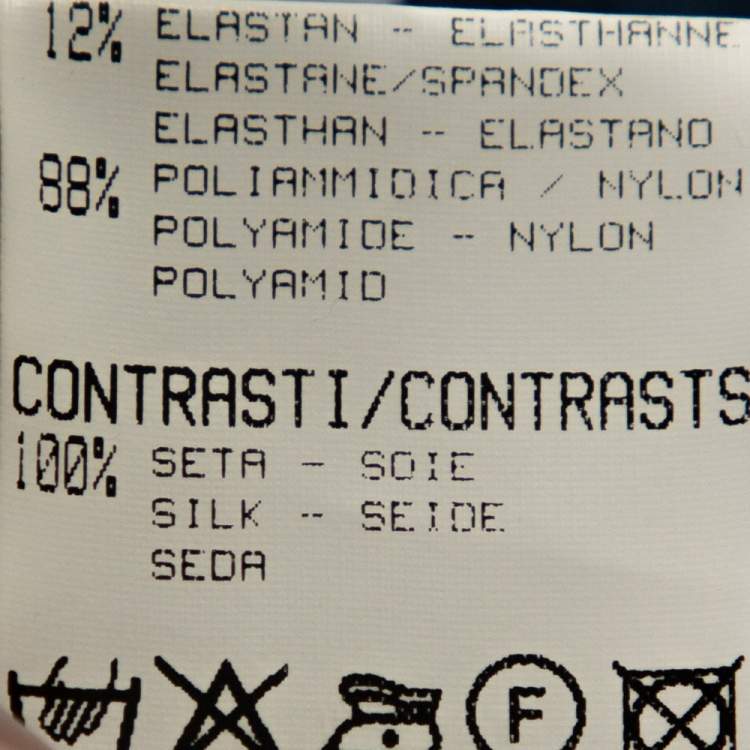 12% ELASTAN - ELASTHANNE
ELASTANE/SPANDEX
ELASTHAN - ELASTANO
88% POLIAMMIDICA / NYLON
POLYAMIDE - NYLON
POLYAMID
CONTRASTI/CONTRASTS
100% SETA - SOIE
SILK - SEIDE
SEDA
F